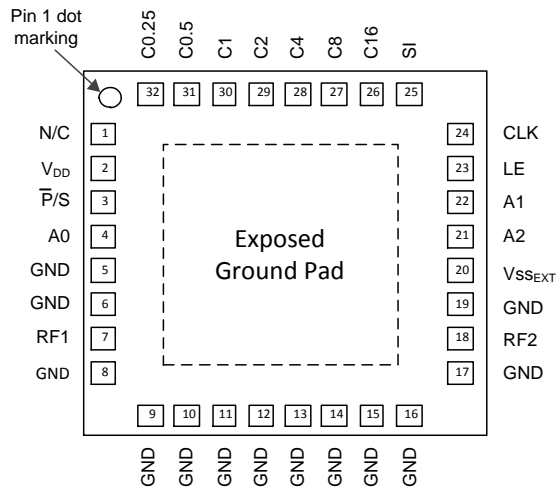 Pin 1 dot
marking
C0.25 C0.5 C1 C2 C4 C8 C16 SI
32 31 30 29 28 27 26 25
N/C 1 24 CLK
VDD 2 23 LE
P̅/S 3 22 A1
A0 4 21 A2
GND 5 20 VssEXT
GND 6 19 GND
RF1 7 18 RF2
GND 8 17 GND
Exposed
Ground Pad
9 10 11 12 13 14 15 16
GND GND GND GND GND GND GND GND